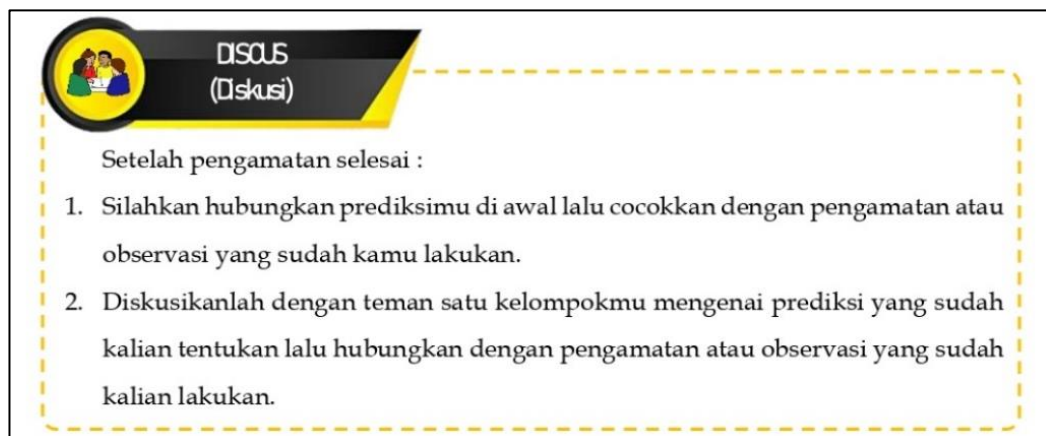 DISCUS
(Diskusi)
Setelah pengamatan selesai :
1. Silahkan hubungkan prediksimu di awal lalu cocokkan dengan pengamatan atau
observasi yang sudah kamu lakukan.
2. Diskusikanlah dengan teman satu kelompokmu mengenai prediksi yang sudah
kalian tentukan lalu hubungkan dengan pengamatan atau observasi yang sudah
kalian lakukan.